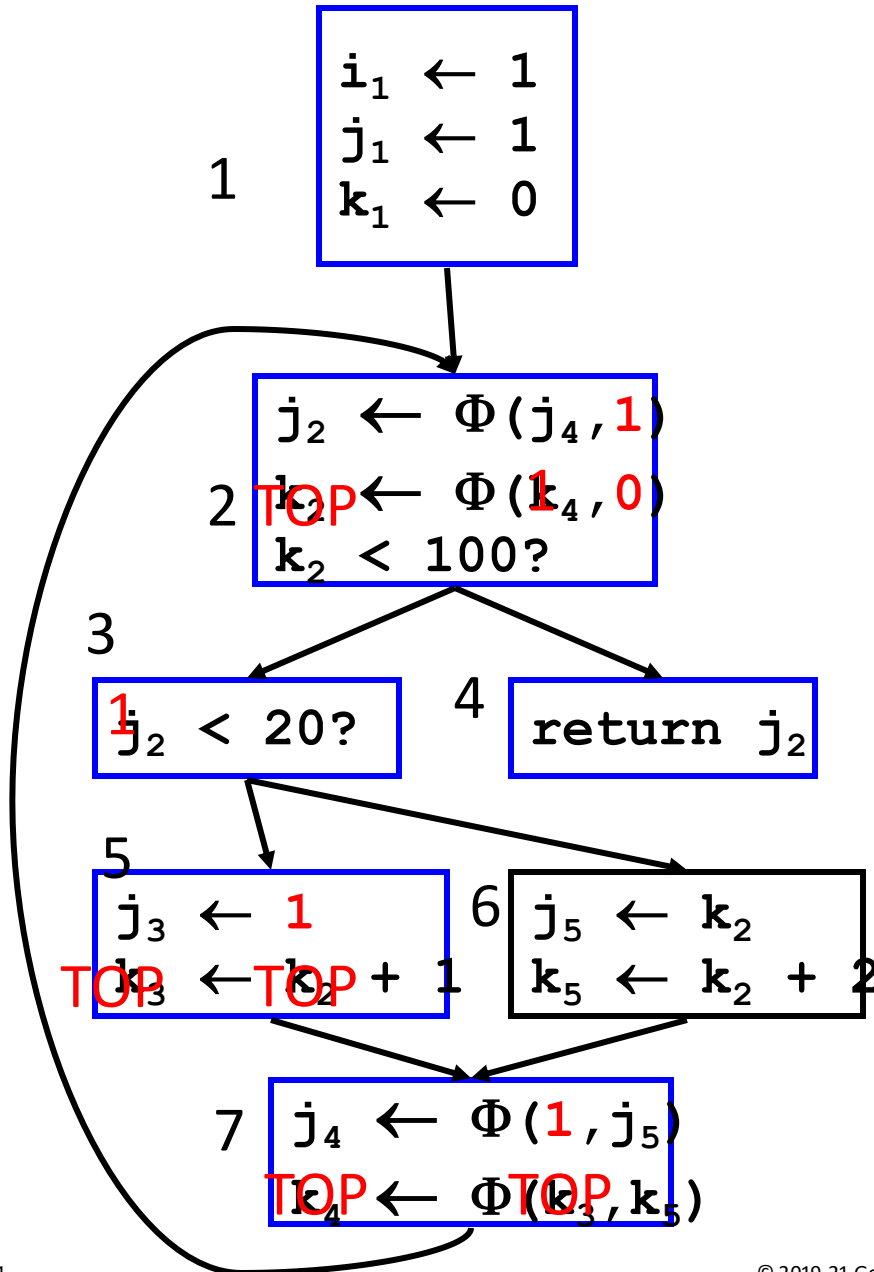 i₁ ← 1
j₁ ← 1
k₁ ← 0
1
j₂ ← Φ(j₄,1)
2
TOP
k₂ ← Φ(k₄,0)
1
k₂ < 100?
3
1
j₂ < 20?
4
return j₂
5
j₃ ← 1
TOP TOP
k₃ ← k₂ + 1
6
j₅ ← k₂
k₅ ← k₂ + 2
7
j₄ ← Φ(1,j₅)
TOP TOP
k₄ ← Φ(k₃,k₅)